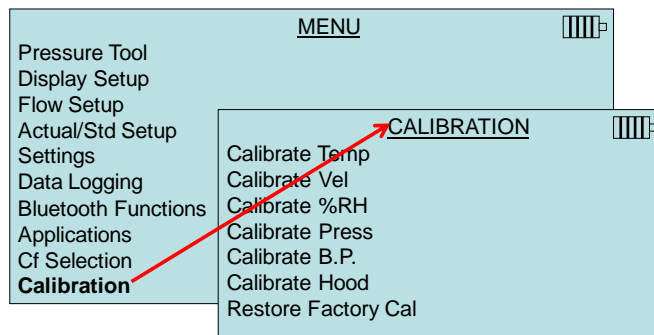 MENU
Pressure Tool
Display Setup
Flow Setup
Actual/Std Setup
Settings
Data Logging
Bluetooth Functions
Applications
Cf Selection
Calibration
CALIBRATION
Calibrate Temp
Calibrate Vel
Calibrate %RH
Calibrate Press
Calibrate B.P.
Calibrate Hood
Restore Factory Cal